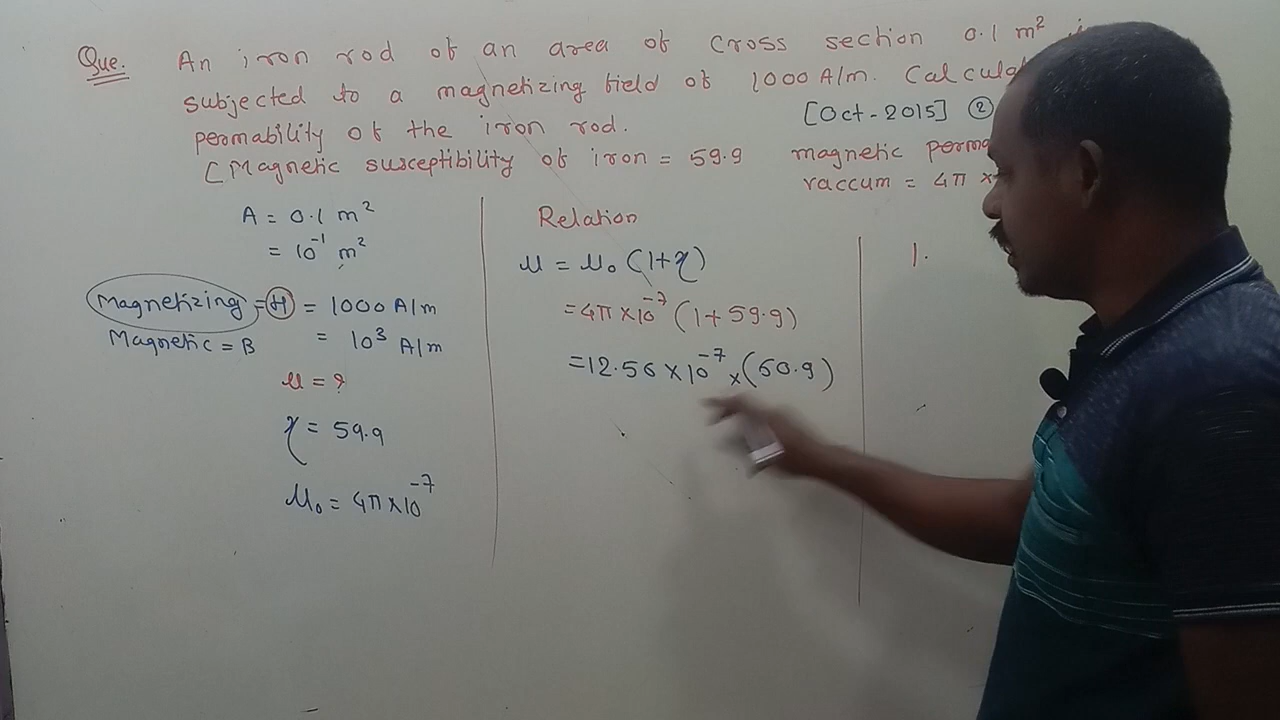 Que. An iron rod of an area of cross section 0.1 m²
subjected to a magnetizing field of 1000 A/m. Calculat
permability of the iron rod. [Oct-2015] ②
[Magnetic susceptibility of iron = 59.9 magnetic perma
vaccum = 4π ×
A = 0.1 m²
= 10⁻¹ m²
Magnetizing = H = 1000 A/m
Magnetic = B = 10³ A/m
μ = ?
χ = 59.9
μ₀ = 4π×10⁻⁷
Relation
μ = μ₀ (1+χ)
= 4π×10⁻⁷ (1+59.9)
= 12.56 × 10⁻⁷ × (60.9)
1.